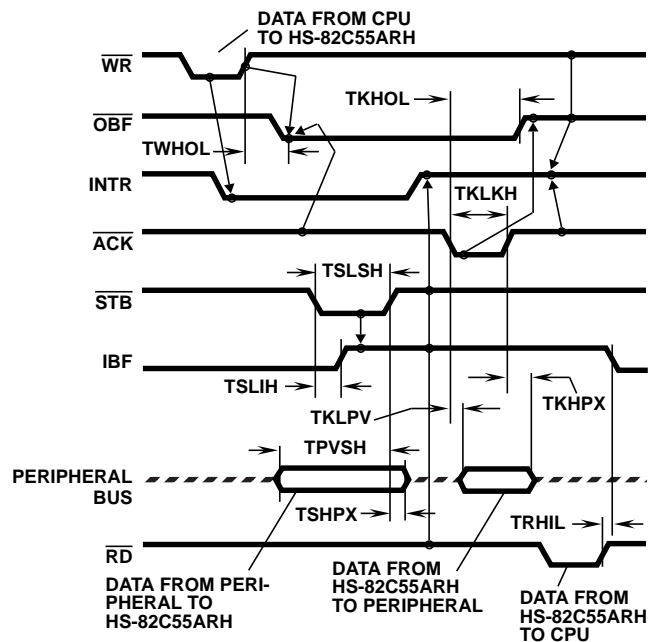 DATA FROM CPU
TO HS-82C55ARH
WR
TKHOL
OBF
TWHOL
INTR
TKLKH
ACK
TSLSH
STB
IBF
TSLIH
TKLPV
TKHPX
TPVSH
PERIPHERAL
BUS
TSHPX
TRHIL
RD
DATA FROM PERI-
PHERAL TO
HS-82C55ARH
DATA FROM
HS-82C55ARH
TO PERIPHERAL
DATA FROM
HS-82C55ARH
TO CPU